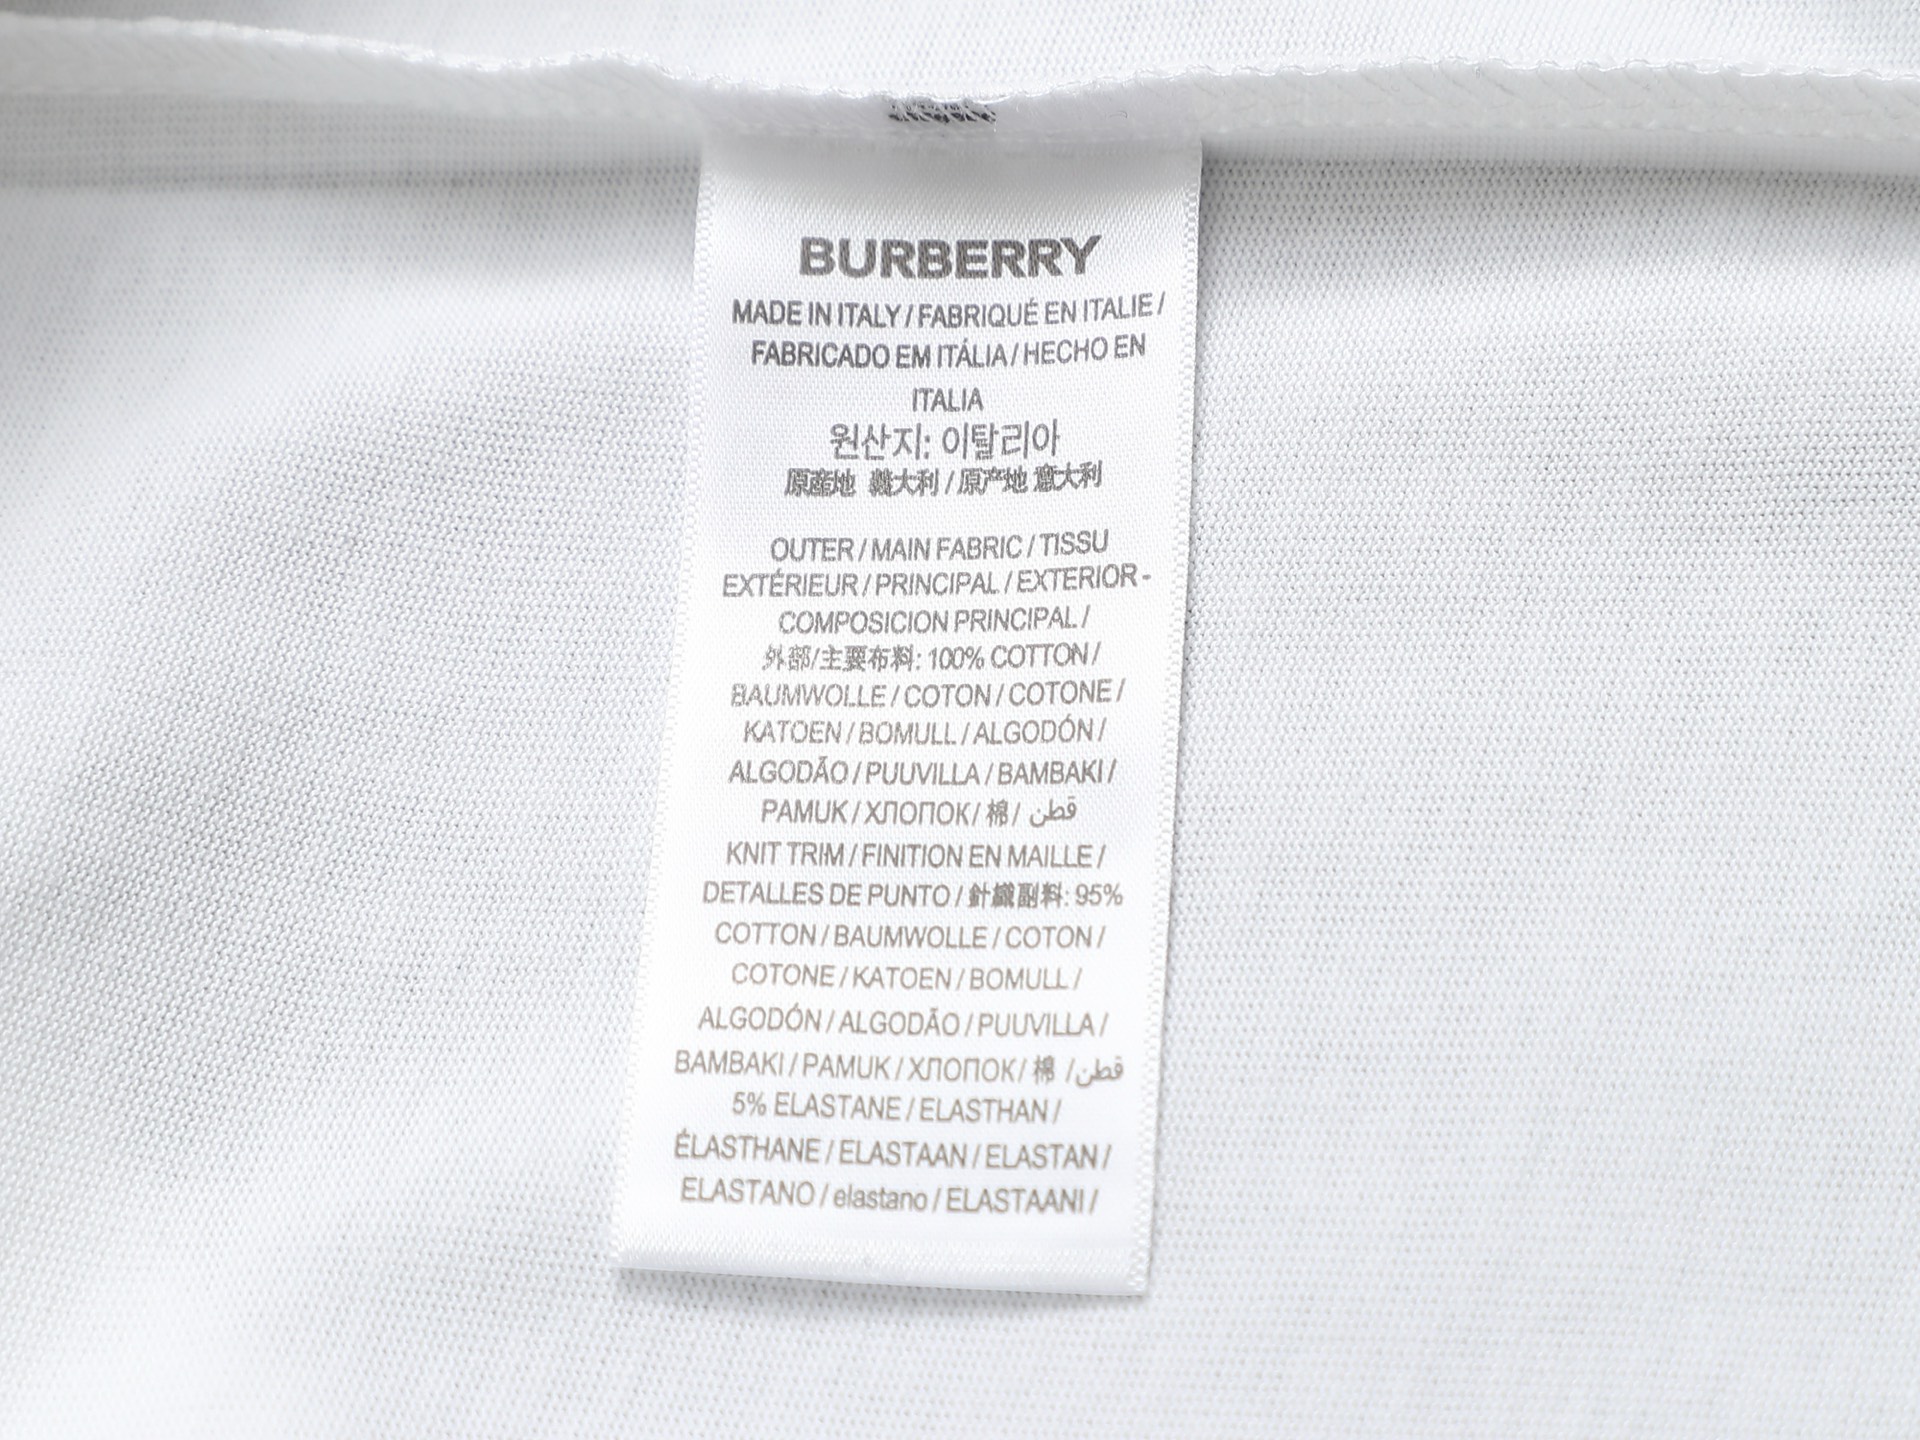 BURBERRY
MADE IN ITALY / FABRIQUÉ EN ITALIE /
FABRICADO EM ITÁLIA / HECHO EN
ITALIA
원산지: 이탈리아
原産地 義大利 / 原产地 意大利
OUTER / MAIN FABRIC / TISSU
EXTÉRIEUR / PRINCIPAL / EXTERIOR -
COMPOSICION PRINCIPAL /
外部/主要布料: 100% COTTON /
BAUMWOLLE / COTON / COTONE /
KATOEN / BOMULL / ALGODÓN /
ALGODÃO / PUUVILLA / BAMBAKI /
PAMUK / ХЛОПОК / 棉 / قطن
KNIT TRIM / FINITION EN MAILLE /
DETALLES DE PUNTO / 針織副料: 95%
COTTON / BAUMWOLLE / COTON /
COTONE / KATOEN / BOMULL /
ALGODÓN / ALGODÃO / PUUVILLA /
BAMBAKI / PAMUK / ХЛОПОК / 棉 / قطن
5% ELASTANE / ELASTHAN /
ÉLASTHANE / ELASTAAN / ELASTAN /
ELASTANO / elastano / ELASTAANI /